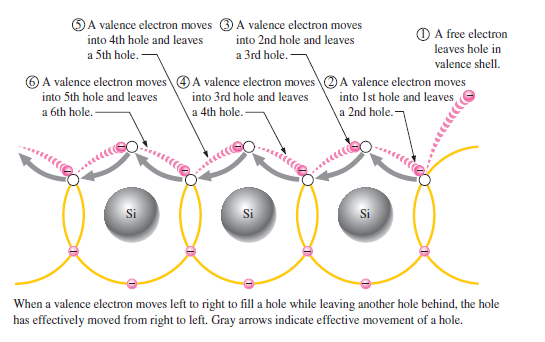 ⑤ A valence electron moves
into 4th hole and leaves
a 5th hole.
③ A valence electron moves
into 2nd hole and leaves
a 3rd hole.
① A free electron
leaves hole in
valence shell.
⑥ A valence electron moves
into 5th hole and leaves
a 6th hole.
④ A valence electron moves
into 3rd hole and leaves
a 4th hole.
② A valence electron moves
into 1st hole and leaves
a 2nd hole.
Si
Si
Si
When a valence electron moves left to right to fill a hole while leaving another hole behind, the hole
has effectively moved from right to left. Gray arrows indicate effective movement of a hole.